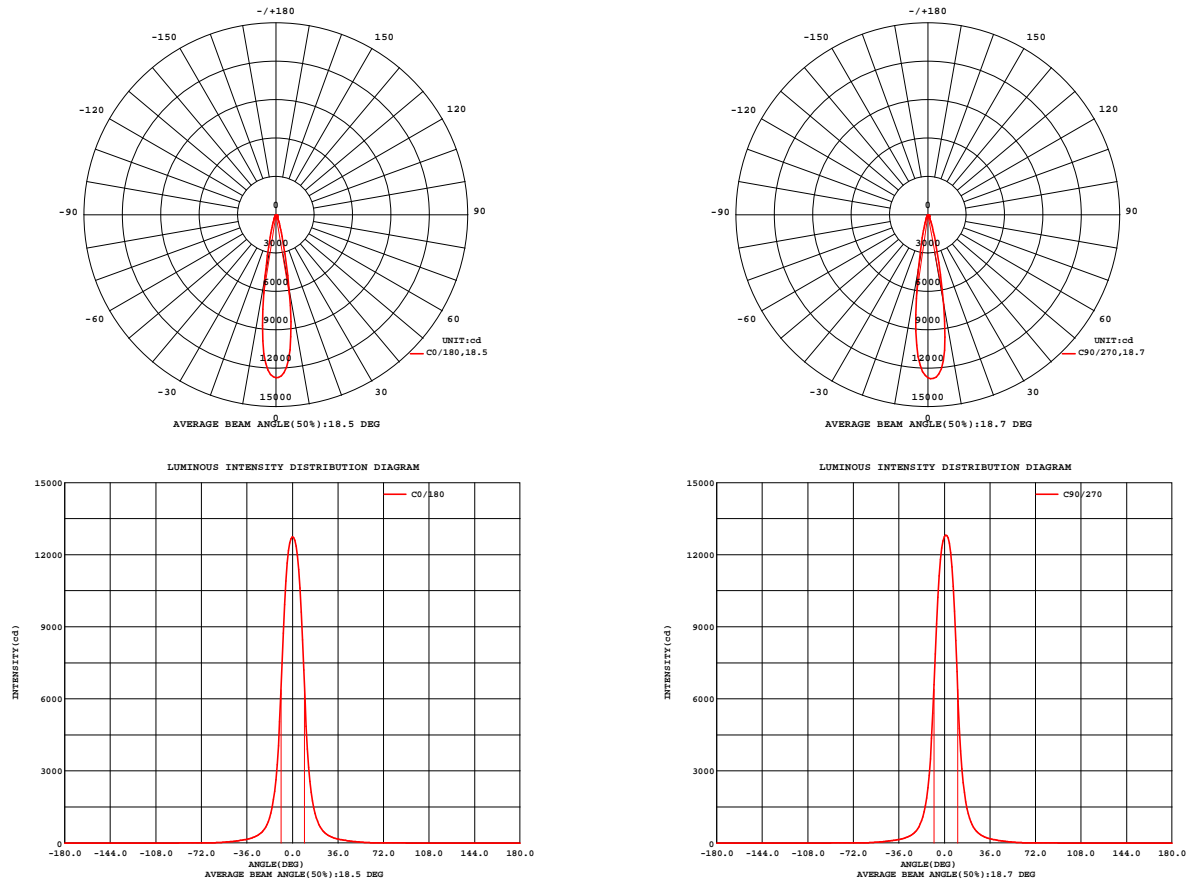 -/+180
-150
150
-120
120
-90
90
-60
60
-30
30
0
3000
6000
9000
12000
15000
0
UNIT:cd
C0/180,18.5
AVERAGE BEAM ANGLE(50%):18.5 DEG
-/+180
-150
150
-120
120
-90
90
-60
60
-30
30
0
3000
6000
9000
12000
15000
0
UNIT:cd
C90/270,18.7
AVERAGE BEAM ANGLE(50%):18.7 DEG
LUMINOUS INTENSITY DISTRIBUTION DIAGRAM
C0/180
15000
12000
9000
6000
3000
0
INTENSITY(cd)
-180.0 -144.0 -108.0 -72.0 -36.0 0.0 36.0 72.0 108.0 144.0 180.0
ANGLE(DEG)
AVERAGE BEAM ANGLE(50%):18.5 DEG
LUMINOUS INTENSITY DISTRIBUTION DIAGRAM
C90/270
15000
12000
9000
6000
3000
0
INTENSITY(cd)
-180.0 -144.0 -108.0 -72.0 -36.0 0.0 36.0 72.0 108.0 144.0 180.0
ANGLE(DEG)
AVERAGE BEAM ANGLE(50%):18.7 DEG